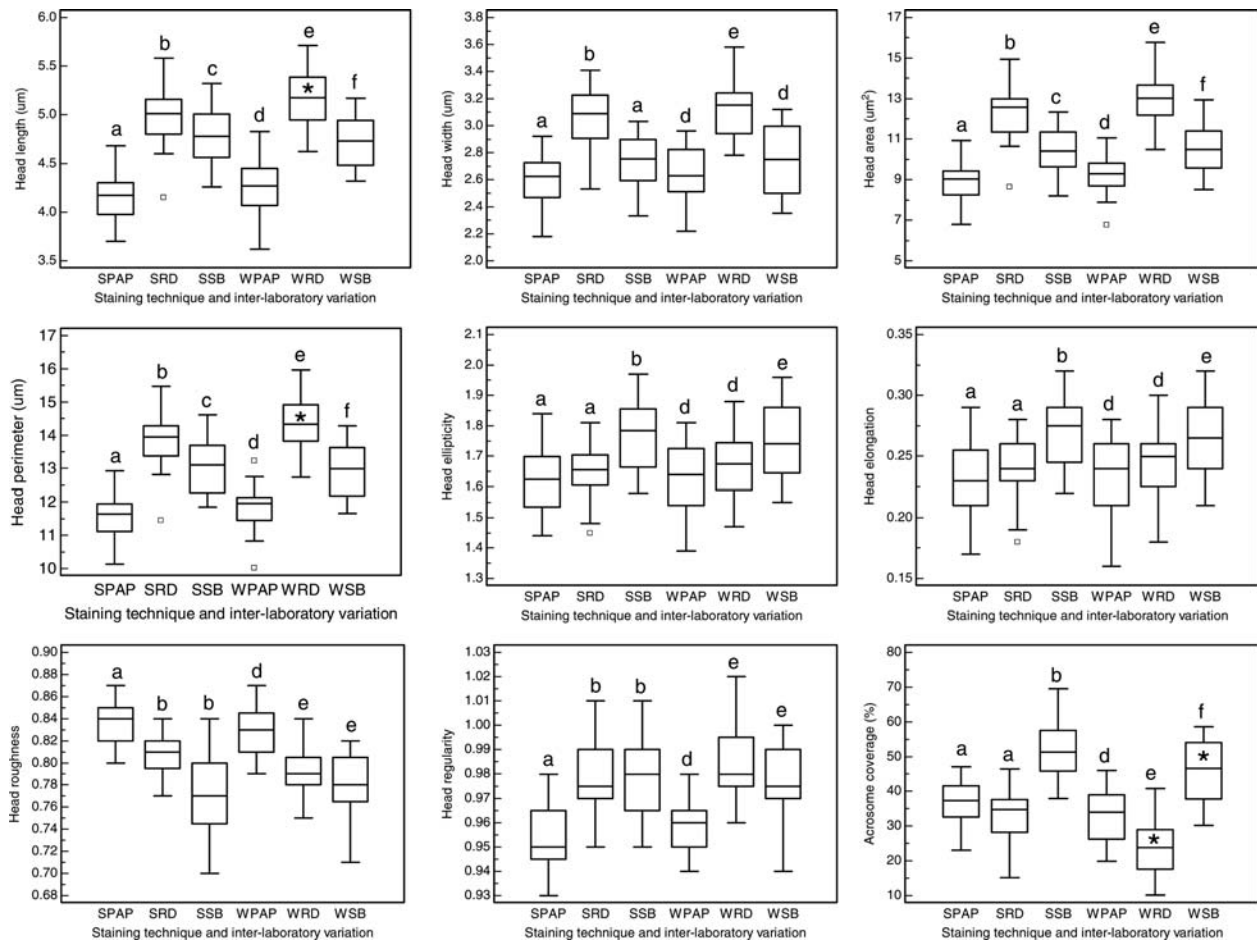 Head length (um)
6.0
5.5
5.0
4.5
4.0
3.5
a
b
c
d
e
f
*
SPAP SRD SSB WPAP WRD WSB
Staining technique and inter-laboratory variation
Head width (um)
3.8
3.6
3.4
3.2
3.0
2.8
2.6
2.4
2.2
2.0
a
b
a
d
e
d
SPAP SRD SSB WPAP WRD WSB
Staining technique and inter-laboratory variation
Head area (um²)
17
15
13
11
9
7
5
a
b
c
d
e
f
SPAP SRD SSB WPAP WRD WSB
Staining technique and inter-laboratory variation
Head perimeter (um)
17
16
15
14
13
12
11
10
a
b
c
d
e
f
*
SPAP SRD SSB WPAP WRD WSB
Staining technique and inter-laboratory variation
Head ellipticity
2.1
2.0
1.9
1.8
1.7
1.6
1.5
1.4
1.3
a
a
b
d
d
e
SPAP SRD SSB WPAP WRD WSB
Staining technique and inter-laboratory variation
Head elongation
0.35
0.30
0.25
0.20
0.15
a
a
b
d
d
e
SPAP SRD SSB WPAP WRD WSB
Staining technique and inter-laboratory variation
Head roughness
0.90
0.88
0.86
0.84
0.82
0.80
0.78
0.76
0.74
0.72
0.70
0.68
a
b
b
d
e
e
SPAP SRD SSB WPAP WRD WSB
Staining technique and inter-laboratory variation
Head regularity
1.03
1.02
1.01
1.00
0.99
0.98
0.97
0.96
0.95
0.94
0.93
a
b
b
d
e
e
SPAP SRD SSB WPAP WRD WSB
Staining technique and inter-laboratory variation
Acrosome coverage (%)
80
70
60
50
40
30
20
10
a
a
b
d
e
f
*
*
SPAP SRD SSB WPAP WRD WSB
Staining technique and inter-laboratory variation